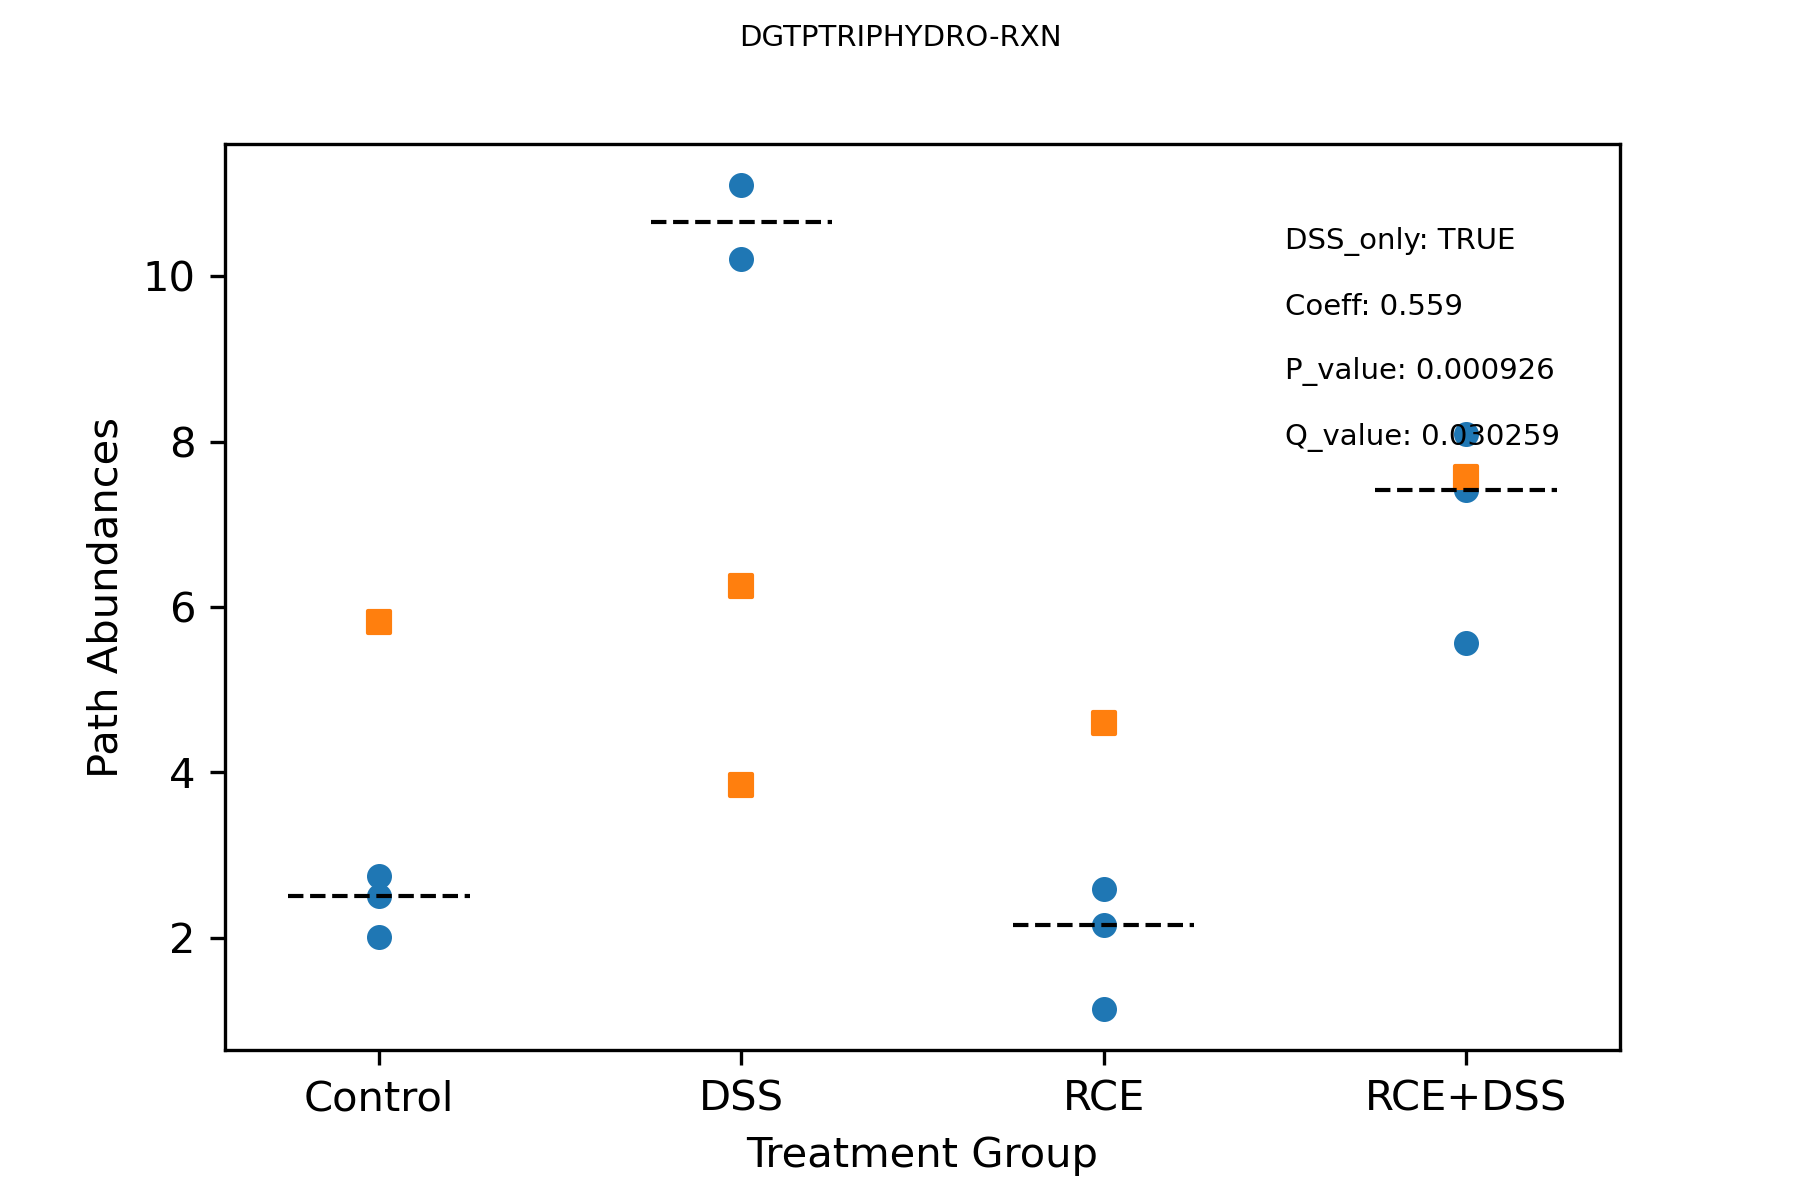 DGTPTRIPHYDRO-RXN
DSS_only: TRUE
Coeff: 0.559
P_value: 0.000926
Q_value: 0.030259
10
8
6
4
2
Path Abundances
Control
DSS
RCE
RCE+DSS
Treatment Group